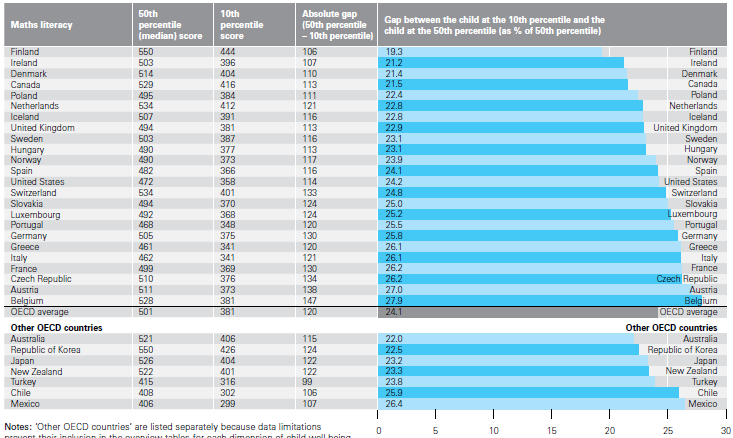 Maths literacy 50th percentile (median) score 10th percentile score Absolute gap (50th percentile – 10th percentile) Gap between the child at the 10th percentile and the child at the 50th percentile (as % of 50th percentile)
Finland 550 444 106 19.3 Finland
Ireland 503 396 107 21.2 Ireland
Denmark 514 404 110 21.4 Denmark
Canada 529 416 113 21.5 Canada
Poland 495 384 111 22.4 Poland
Netherlands 534 412 121 22.8 Netherlands
Iceland 507 391 116 22.8 Iceland
United Kingdom 494 381 113 22.9 United Kingdom
Sweden 503 387 116 23.1 Sweden
Hungary 490 377 113 23.1 Hungary
Norway 490 373 117 23.9 Norway
Spain 482 366 116 24.1 Spain
United States 472 358 114 24.2 United States
Switzerland 534 401 133 24.8 Switzerland
Slovakia 494 370 124 25.0 Slovakia
Luxembourg 492 368 124 25.2 Luxembourg
Portugal 468 348 120 25.5 Portugal
Germany 505 375 130 25.8 Germany
Greece 461 341 120 26.1 Greece
Italy 462 341 121 26.1 Italy
France 499 369 130 26.2 France
Czech Republic 510 376 134 26.2 Czech Republic
Austria 511 373 138 27.0 Austria
Belgium 528 381 147 27.9 Belgium
OECD average 501 381 120 24.1 OECD average
Other OECD countries Other OECD countries
Australia 521 406 115 22.0 Australia
Republic of Korea 550 426 124 22.5 Republic of Korea
Japan 526 404 122 23.2 Japan
New Zealand 522 401 122 23.3 New Zealand
Turkey 415 316 99 23.8 Turkey
Chile 408 302 106 25.9 Chile
Mexico 406 299 107 26.4 Mexico
0 5 10 15 20 25 30
Notes: 'Other OECD countries' are listed separately because data limitations
prevent their inclusion in the overview tables for each dimension of child well-being